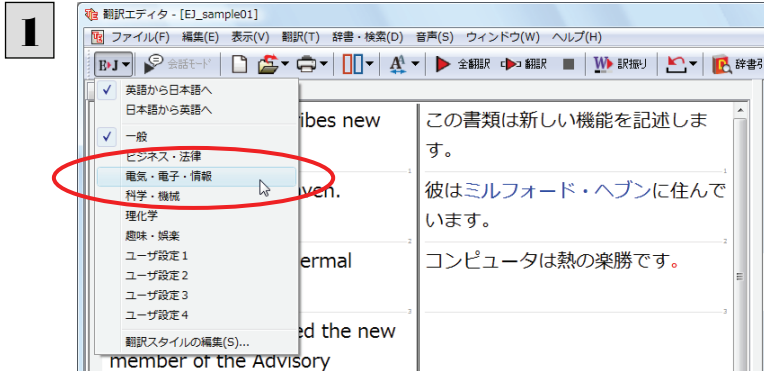 1
翻訳エディタ - [EJ_sample01]
ファイル(F) 編集(E) 表示(V) 翻訳(T) 辞書・検索(D) 音声(S) ウィンドウ(W) ヘルプ(H)
E▸J 会話モード 全翻訳 翻訳 訳振り 辞書引
英語から日本語へ
日本語から英語へ
一般
ビジネス・法律
電気・電子・情報
科学・機械
理化学
趣味・娯楽
ユーザ設定1
ユーザ設定2
ユーザ設定3
ユーザ設定4
翻訳スタイルの編集(S)...
ibes new
1
ven.
2
ermal
3
ed the new
member of the Advisory
この書類は新しい機能を記述しま
す。
1
彼はミルフォード・ヘブンに住んで
います。
2
コンピュータは熱の楽勝です。
3